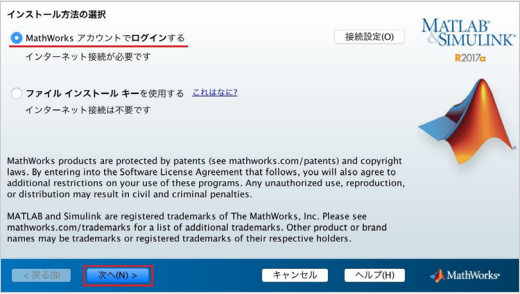 インストール方法の選択
MathWorks アカウントでログインする
接続設定(O)
インターネット接続が必要です
ファイル インストール キーを使用する これはなに?
インターネット接続は不要です
MATLAB®
&SIMULINK®
R2017a
MathWorks products are protected by patents (see mathworks.com/patents) and copyright
laws. By entering into the Software License Agreement that follows, you will also agree to
additional restrictions on your use of these programs. Any unauthorized use, reproduction,
or distribution may result in civil and criminal penalties.
MATLAB and Simulink are registered trademarks of The MathWorks, Inc. Please see
mathworks.com/trademarks for a list of additional trademarks. Other product or brand
names may be trademarks or registered trademarks of their respective holders.
< 戻る(B) 次へ(N) > キャンセル ヘルプ(H) MathWorks®